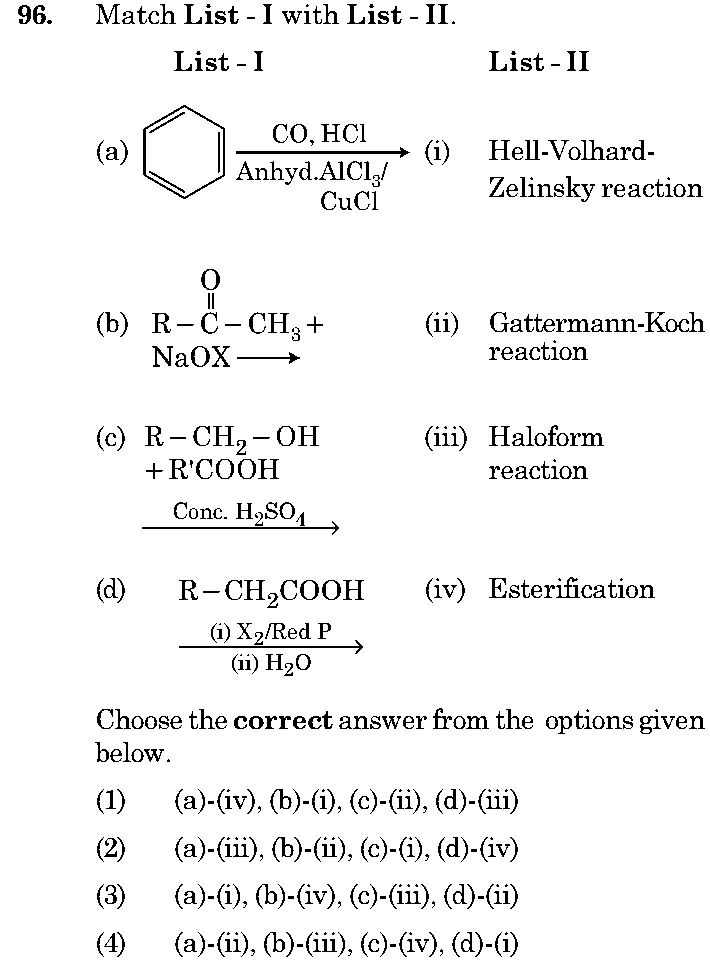 96. Match List - I with List - II.
List - I List - II
(a) CO, HCl Anhyd.AlCl₃/ CuCl (i) Hell-Volhard-
Zelinsky reaction
O
(b) R – C – CH₃ + (ii) Gattermann-Koch
NaOX reaction
(c) R – CH₂ – OH (iii) Haloform
+ R'COOH reaction
Conc. H₂SO₄
(d) R – CH₂COOH (iv) Esterification
(i) X₂/Red P
(ii) H₂O
Choose the correct answer from the options given
below.
(1) (a)-(iv), (b)-(i), (c)-(ii), (d)-(iii)
(2) (a)-(iii), (b)-(ii), (c)-(i), (d)-(iv)
(3) (a)-(i), (b)-(iv), (c)-(iii), (d)-(ii)
(4) (a)-(ii), (b)-(iii), (c)-(iv), (d)-(i)